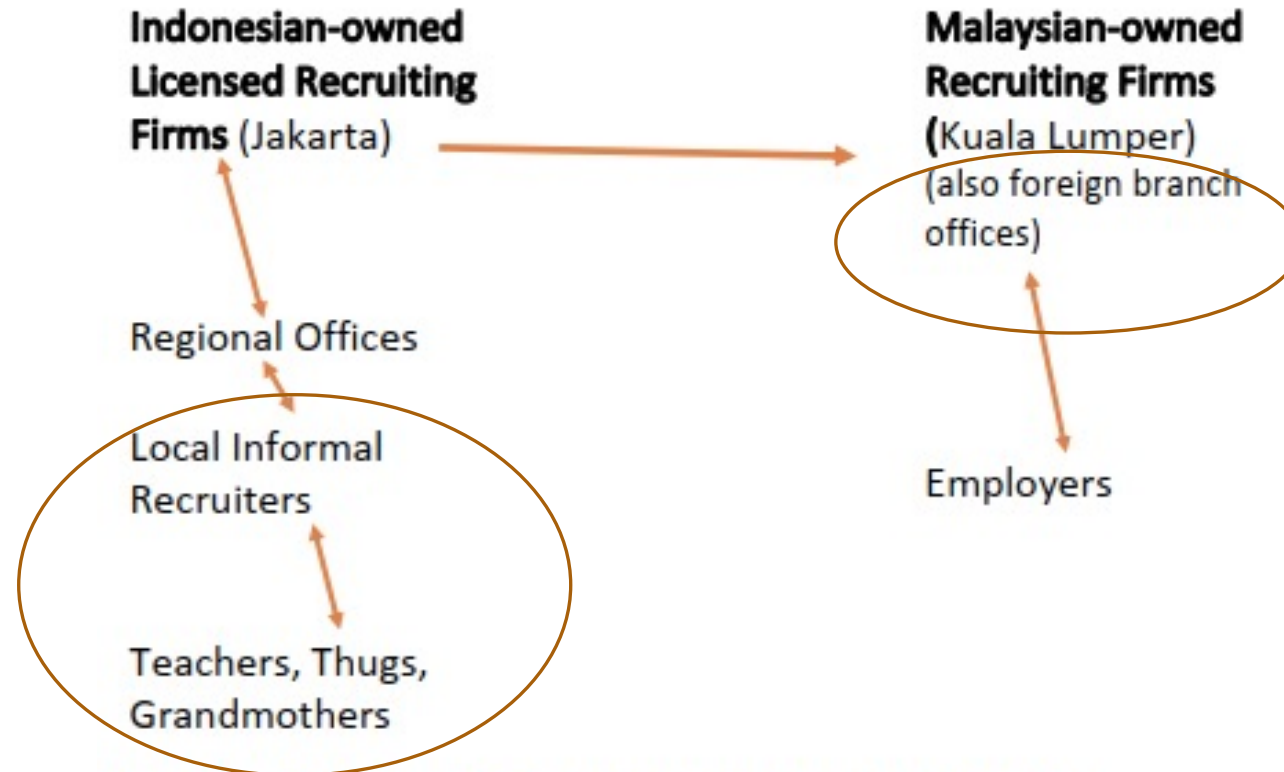 Indonesian-owned
Licensed Recruiting
Firms (Jakarta)
Malaysian-owned
Recruiting Firms
(Kuala Lumper)
(also foreign branch
offices)
Regional Offices
Local Informal
Recruiters
Employers
Teachers, Thugs,
Grandmothers